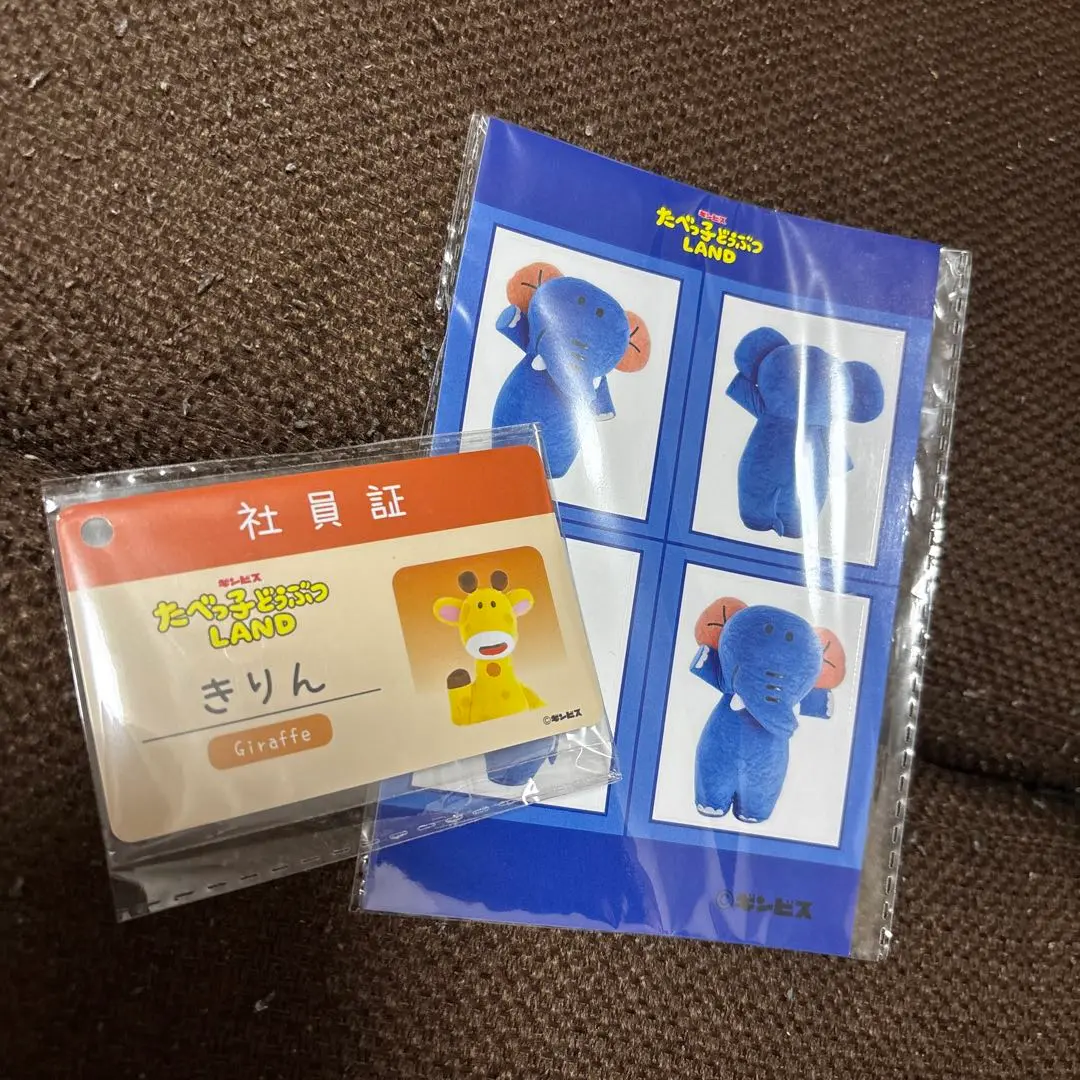 社員証
ギンビス
たべっ子どうぶつ
LAND
きりん
Giraffe
©ギンビス
ギンビス
たべっ子どうぶつ
LAND
©ギンビス